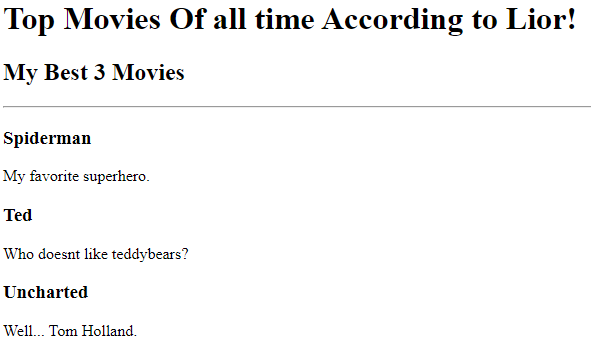 Top Movies Of all time According to Lior!
My Best 3 Movies
Spiderman
My favorite superhero.
Ted
Who doesnt like teddybears?
Uncharted
Well... Tom Holland.